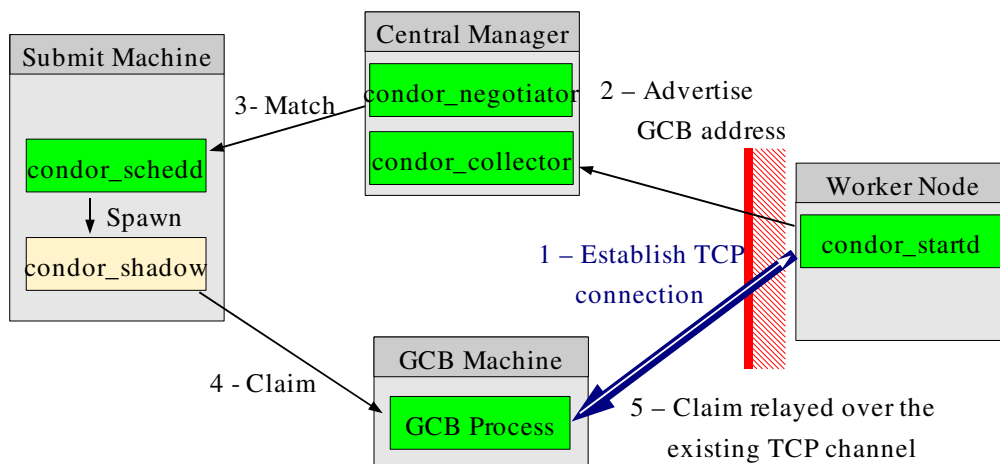 Submit Machine
condor_schedd
Spawn
condor_shadow
3- Match
Central Manager
condor_negotiator
condor_collector
2 – Advertise
GCB address
Worker Node
condor_startd
1 – Establish TCP
connection
4 - Claim
GCB Machine
GCB Process
5 – Claim relayed over the
existing TCP channel